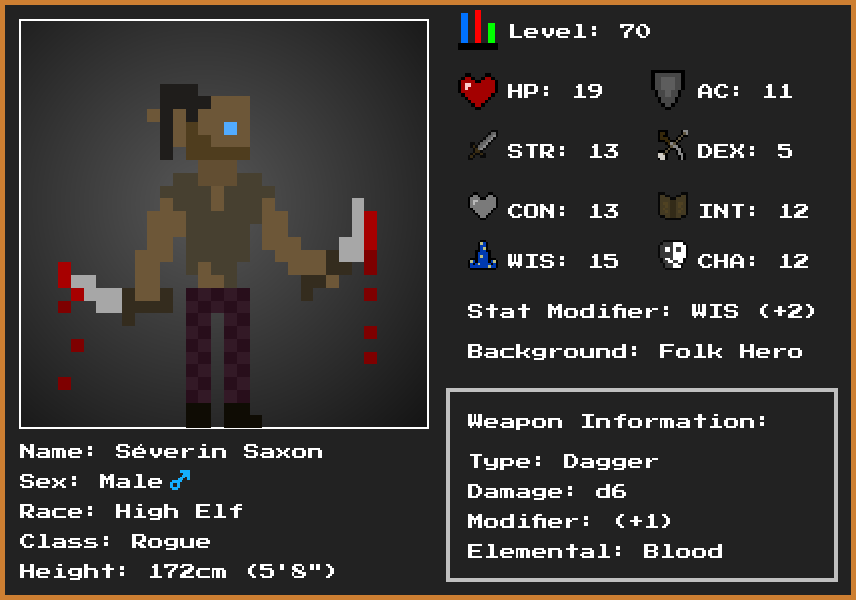 Level: 70
HP: 19
AC: 11
STR: 13
DEX: 5
CON: 13
INT: 12
WIS: 15
CHA: 12
Stat Modifier: WIS (+2)
Background: Folk Hero
Weapon Information:
Type: Dagger
Damage: d6
Modifier: (+1)
Elemental: Blood
Name: Séverin Saxon
Sex: Male♂
Race: High Elf
Class: Rogue
Height: 172cm (5'8")